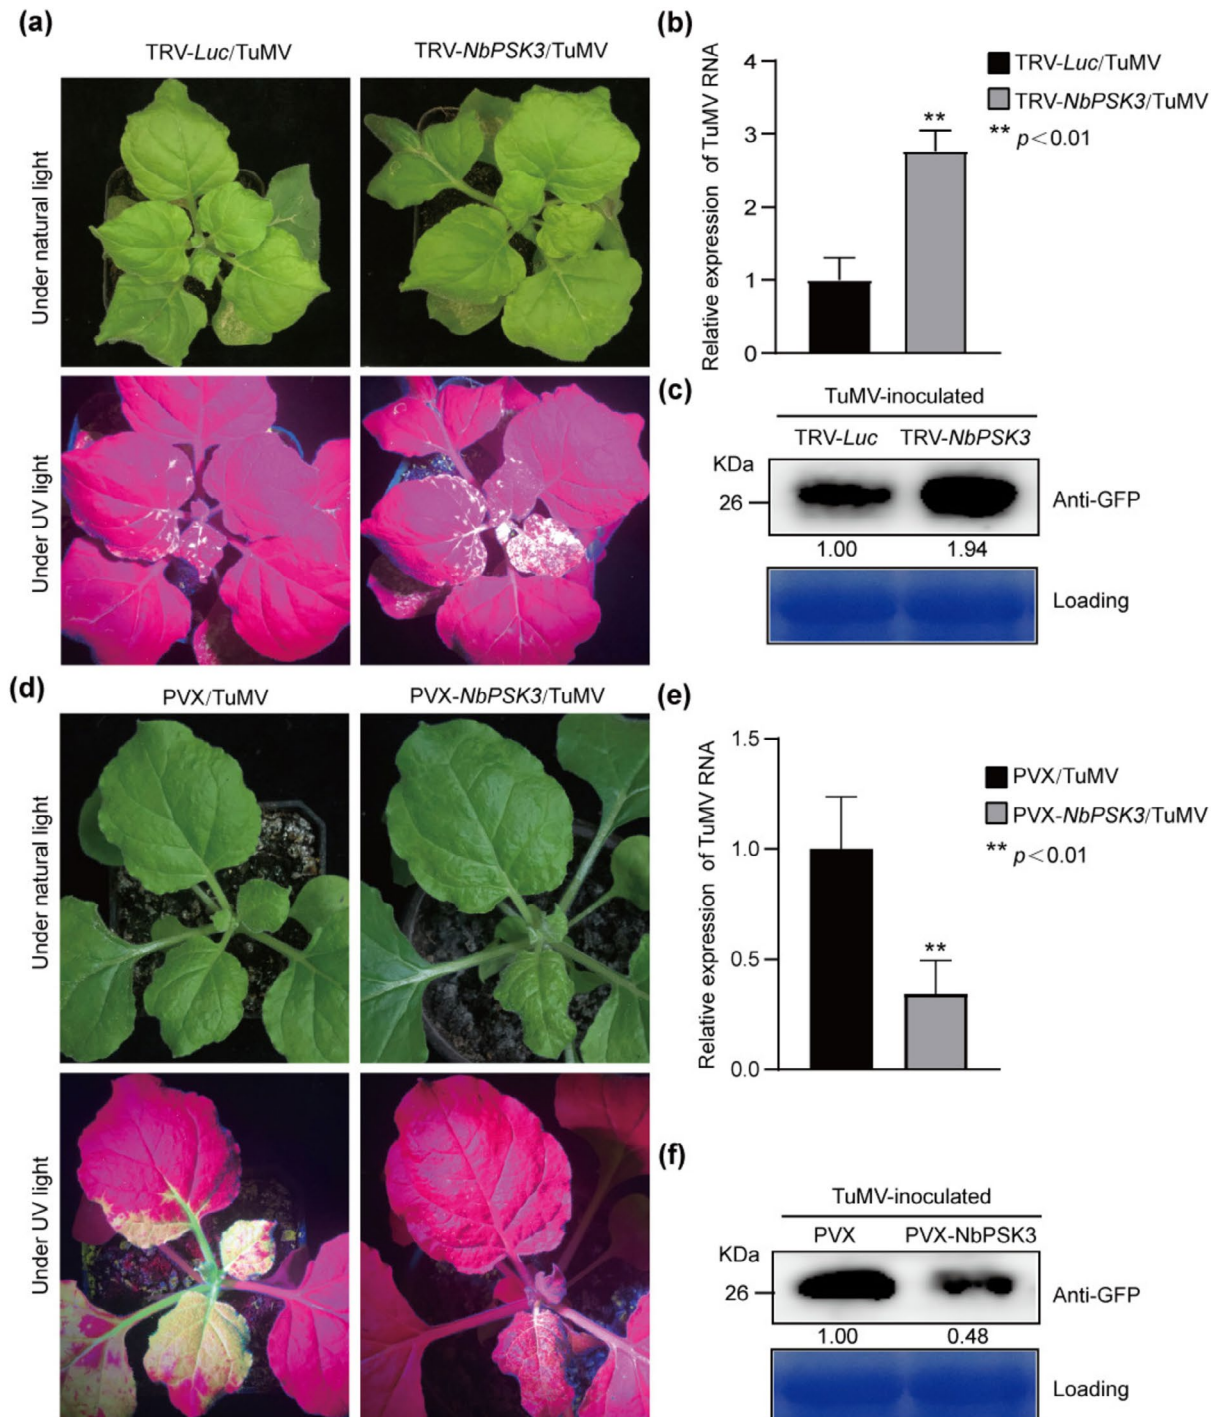 (a)
TRV-Luc/TuMV
TRV-NbPSK3/TuMV
Under natural light
Under UV light
(b)
Relative expression of TuMV RNA
4
3
2
1
0
**
TRV-Luc/TuMV
TRV-NbPSK3/TuMV
** p<0.01
(c)
TuMV-inoculated
TRV-Luc TRV-NbPSK3
KDa
26
Anti-GFP
1.00 1.94
Loading
(d)
PVX/TuMV
PVX-NbPSK3/TuMV
Under natural light
Under UV light
(e)
Relative expression of TuMV RNA
1.5
1.0
0.5
0.0
**
PVX/TuMV
PVX-NbPSK3/TuMV
** p<0.01
(f)
TuMV-inoculated
PVX PVX-NbPSK3
KDa
26
Anti-GFP
1.00 0.48
Loading